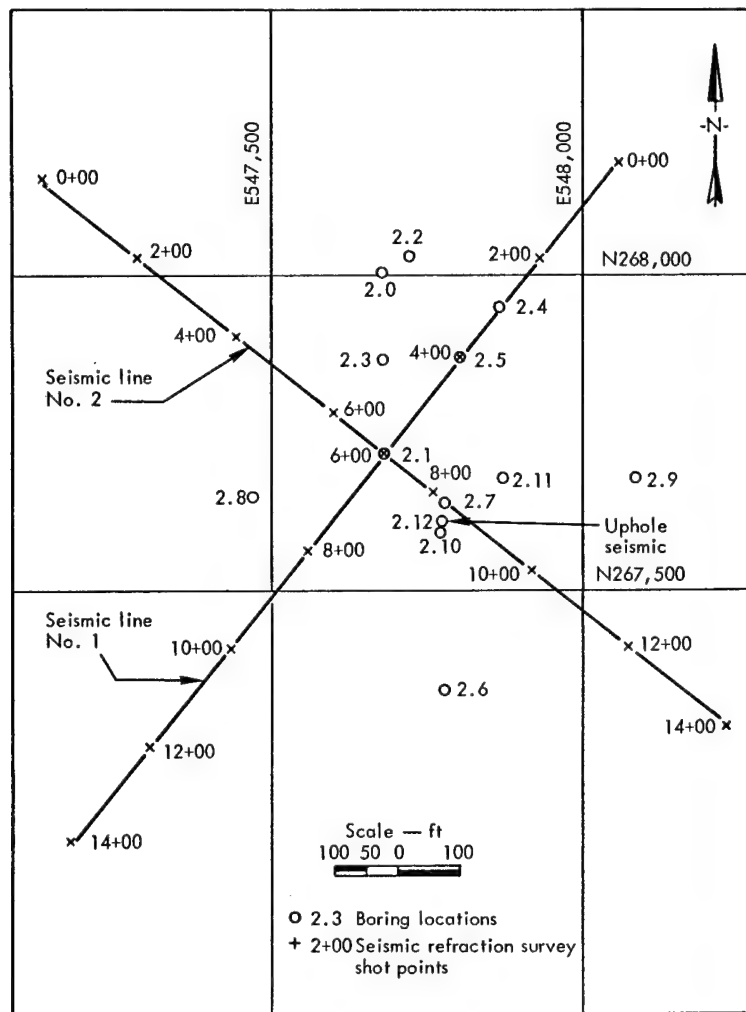 E547,500
E548,000
-N-
0+00
0+00
2.2
2+00
2+00
N268,000
2.0
2.4
4+00
4+00
2.3
2.5
Seismic line
No. 2
6+00
6+00
2.1
8+00
2.11
2.9
2.8
2.7
2.12
Uphole
seismic
2.10
8+00
10+00
N267,500
Seismic line
No. 1
10+00
12+00
2.6
14+00
12+00
Scale — ft
100 50 0 100
14+00
2.3 Boring locations
2+00 Seismic refraction survey
shot points